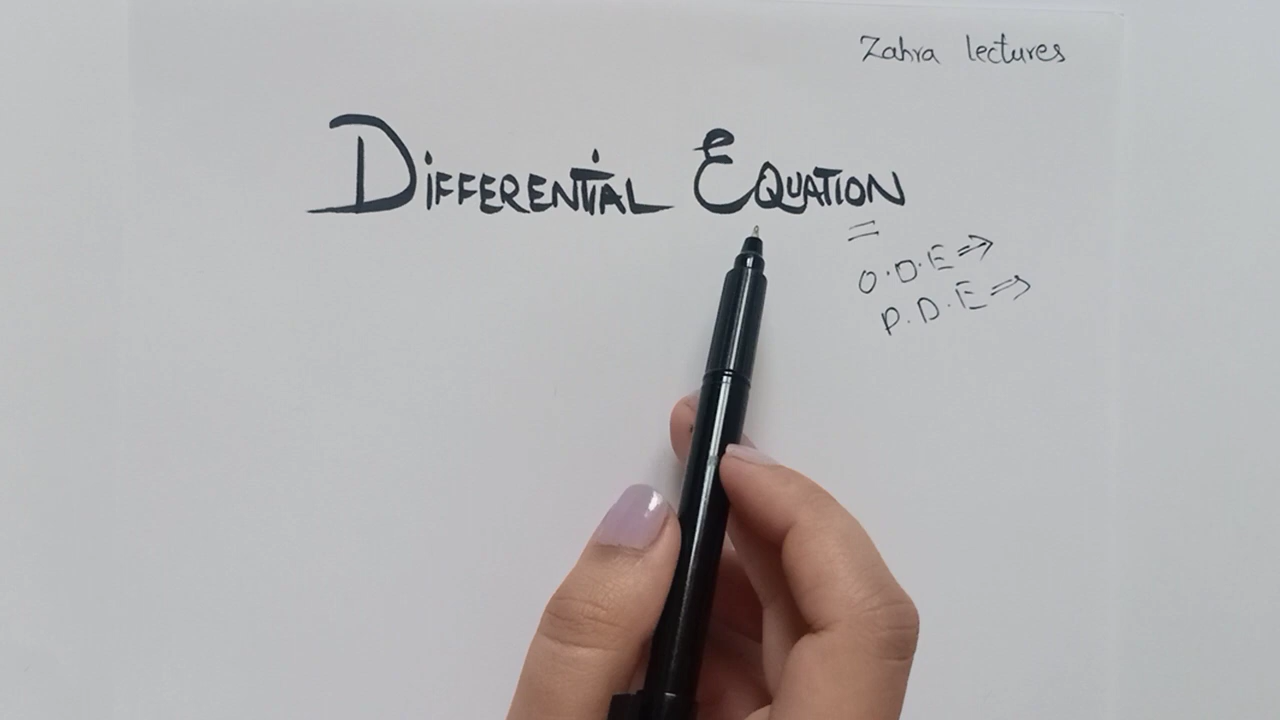 Zahra lectures
DIFFERENTIAL EQUATION
=
O.D.E ⇒
P.D.E ⇒